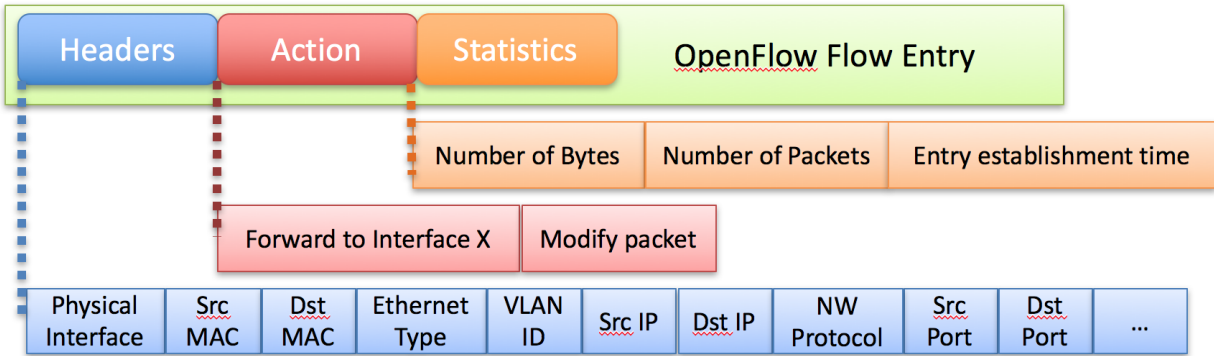 Headers
Action
Statistics
OpenFlow Flow Entry
Number of Bytes
Number of Packets
Entry establishment time
Forward to Interface X
Modify packet
Physical
Interface
Src
MAC
Dst
MAC
Ethernet
Type
VLAN
ID
Src IP
Dst IP
NW
Protocol
Src
Port
Dst
Port
...